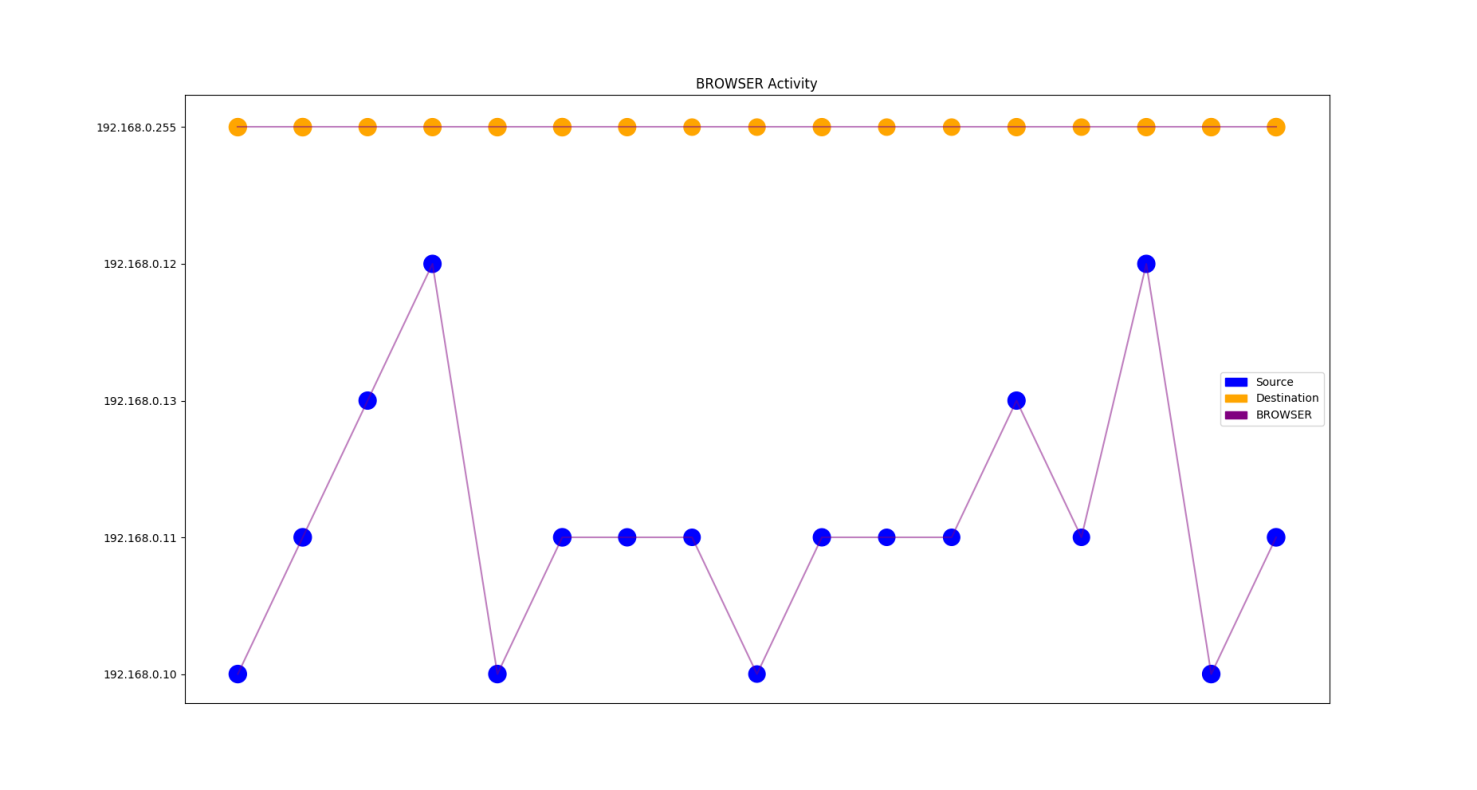 BROWSER Activity
192.168.0.255
192.168.0.12
192.168.0.13
192.168.0.11
192.168.0.10
Source
Destination
BROWSER